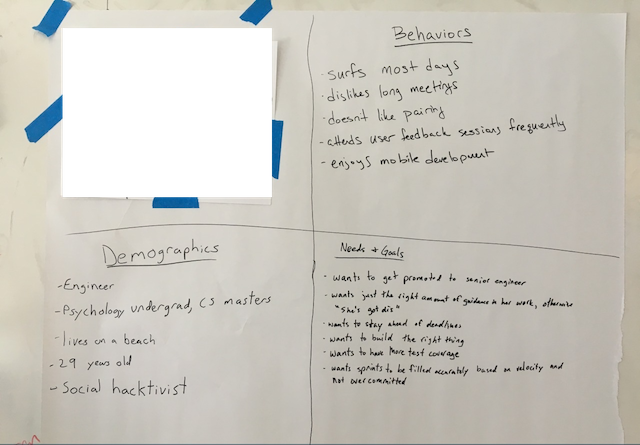 Behaviors
- surfs most days
- dislikes long meetings
- doesnt like pairing
- attends user feedback sessions frequently
- enjoys mobile development
Demographics
- Engineer
- Psychology undergrad, CS masters
- lives on a beach
- 29 years old
- Social hacktivist
Needs + Goals
- wants to get promoted to senior engineer
- wants just the right amount of guidance in her work, otherwise
"she's got dis"
- wants to stay ahead of deadlines
- wants to build the right thing
- wants to have more test coverage
- wants sprints to be filled accurately based on velocity and
not over committed